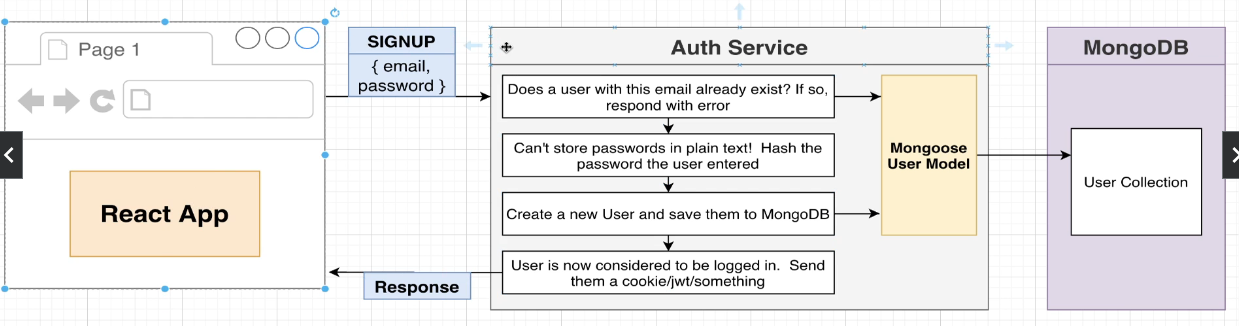 Page 1
React App
SIGNUP
{ email,
password }
Response
Auth Service
Does a user with this email already exist? If so,
respond with error
Can't store passwords in plain text! Hash the
password the user entered
Create a new User and save them to MongoDB
User is now considered to be logged in. Send
them a cookie/jwt/something
Mongoose
User Model
MongoDB
User Collection